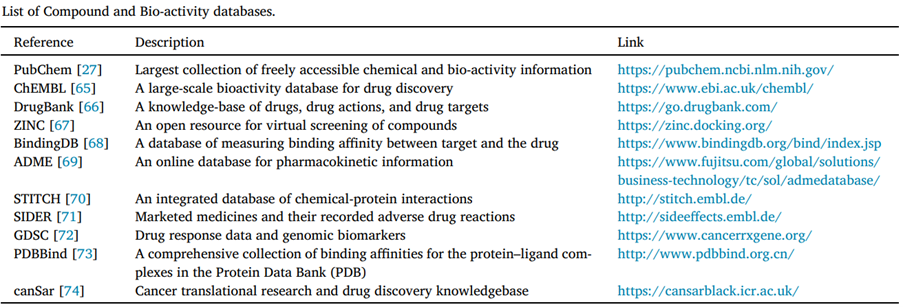 List of Compound and Bio-activity databases.
Reference Description Link
PubChem [27] Largest collection of freely accessible chemical and bio-activity information https://pubchem.ncbi.nlm.nih.gov/
ChEMBL [65] A large-scale bioactivity database for drug discovery https://www.ebi.ac.uk/chembl/
DrugBank [66] A knowledge-base of drugs, drug actions, and drug targets https://go.drugbank.com/
ZINC [67] An open resource for virtual screening of compounds https://zinc.docking.org/
BindingDB [68] A database of measuring binding affinity between target and the drug https://www.bindingdb.org/bind/index.jsp
ADME [69] An online database for pharmacokinetic information https://www.fujitsu.com/global/solutions/
business-technology/tc/sol/admedatabase/
STITCH [70] An integrated database of chemical-protein interactions http://stitch.embl.de/
SIDER [71] Marketed medicines and their recorded adverse drug reactions http://sideeffects.embl.de/
GDSC [72] Drug response data and genomic biomarkers https://www.cancerrxgene.org/
PDBBind [73] A comprehensive collection of binding affinities for the protein–ligand com- http://www.pdbbind.org.cn/
plexes in the Protein Data Bank (PDB)
canSar [74] Cancer translational research and drug discovery knowledgebase https://cansarblack.icr.ac.uk/